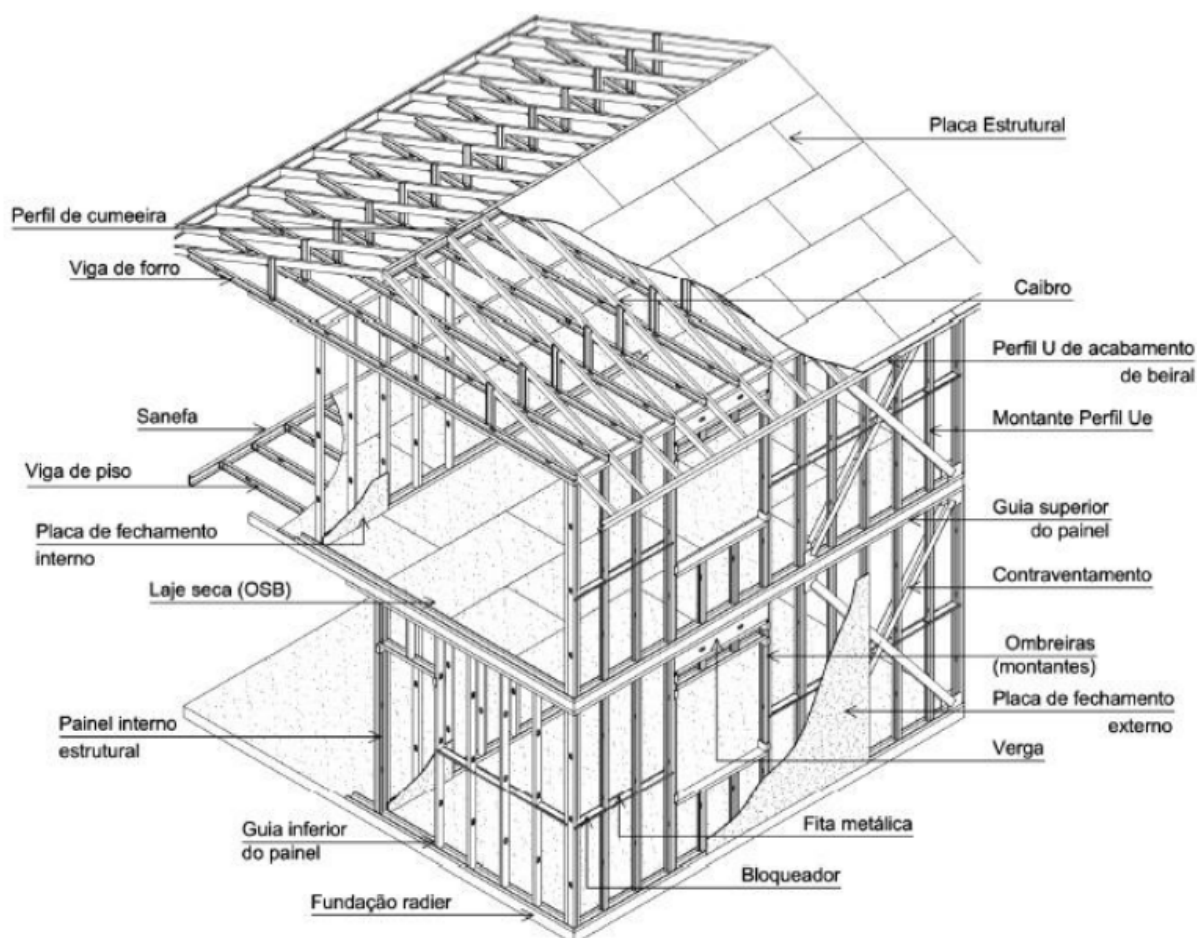 Placa Estrutural
Perfil de cumeeira
Viga de forro
Caibro
Perfil U de acabamento
de beiral
Sanefa
Montante Perfil Ue
Viga de piso
Guia superior
do painel
Placa de fechamento
interno
Contraventamento
Laje seca (OSB)
Ombreiras
(montantes)
Placa de fechamento
externo
Painel interno
estrutural
Verga
Fita metálica
Guia inferior
do painel
Bloqueador
Fundação radier